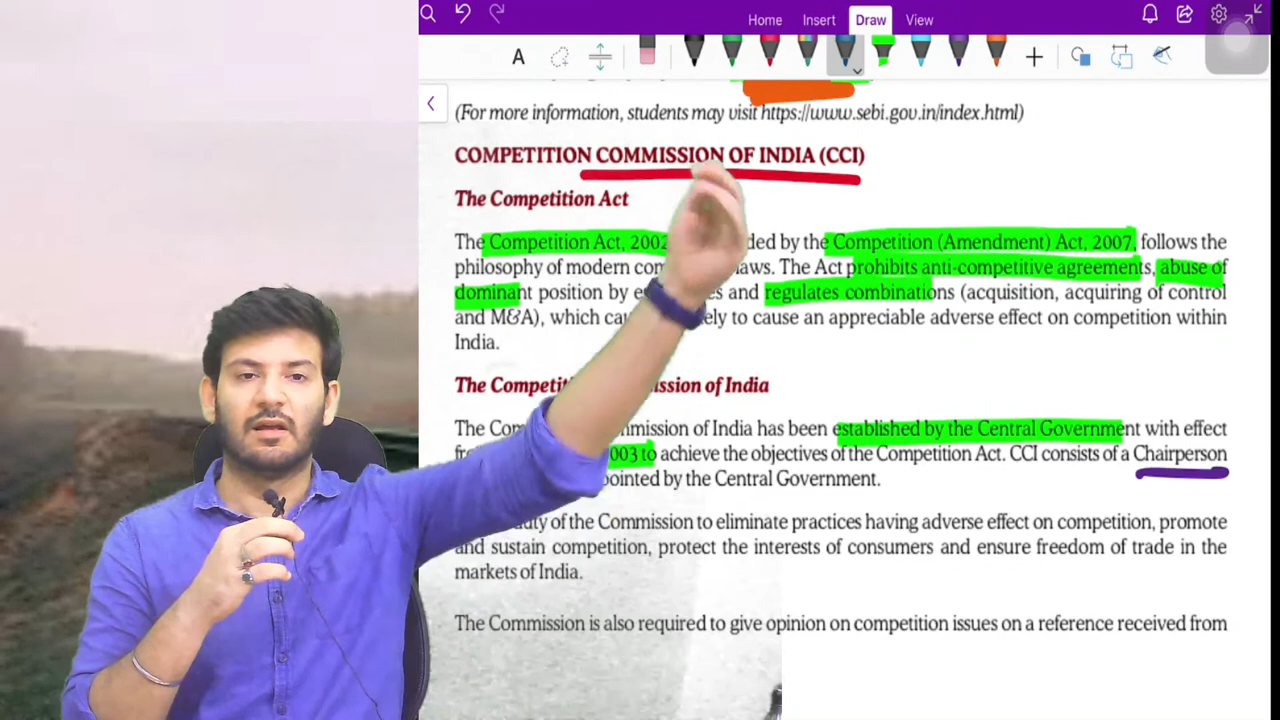 Home Insert Draw View
A
(For more information, students may visit https://www.sebi.gov.in/index.html)
COMPETITION COMMISSION OF INDIA (CCI)
The Competition Act
The Competition Act, 2002 ded by the Competition (Amendment) Act, 2007, follows the
philosophy of modern com laws. The Act prohibits anti-competitive agreements, abuse of
dominant position by e es and regulates combinations (acquisition, acquiring of control
and M&A), which cau ely to cause an appreciable adverse effect on competition within
India.
The Competiti ssion of India
The Com mmission of India has been established by the Central Government with effect
003 to achieve the objectives of the Competition Act. CCI consists of a Chairperson
pointed by the Central Government.
uty of the Commission to eliminate practices having adverse effect on competition, promote
and sustain competition, protect the interests of consumers and ensure freedom of trade in the
markets of India.
The Commission is also required to give opinion on competition issues on a reference received from